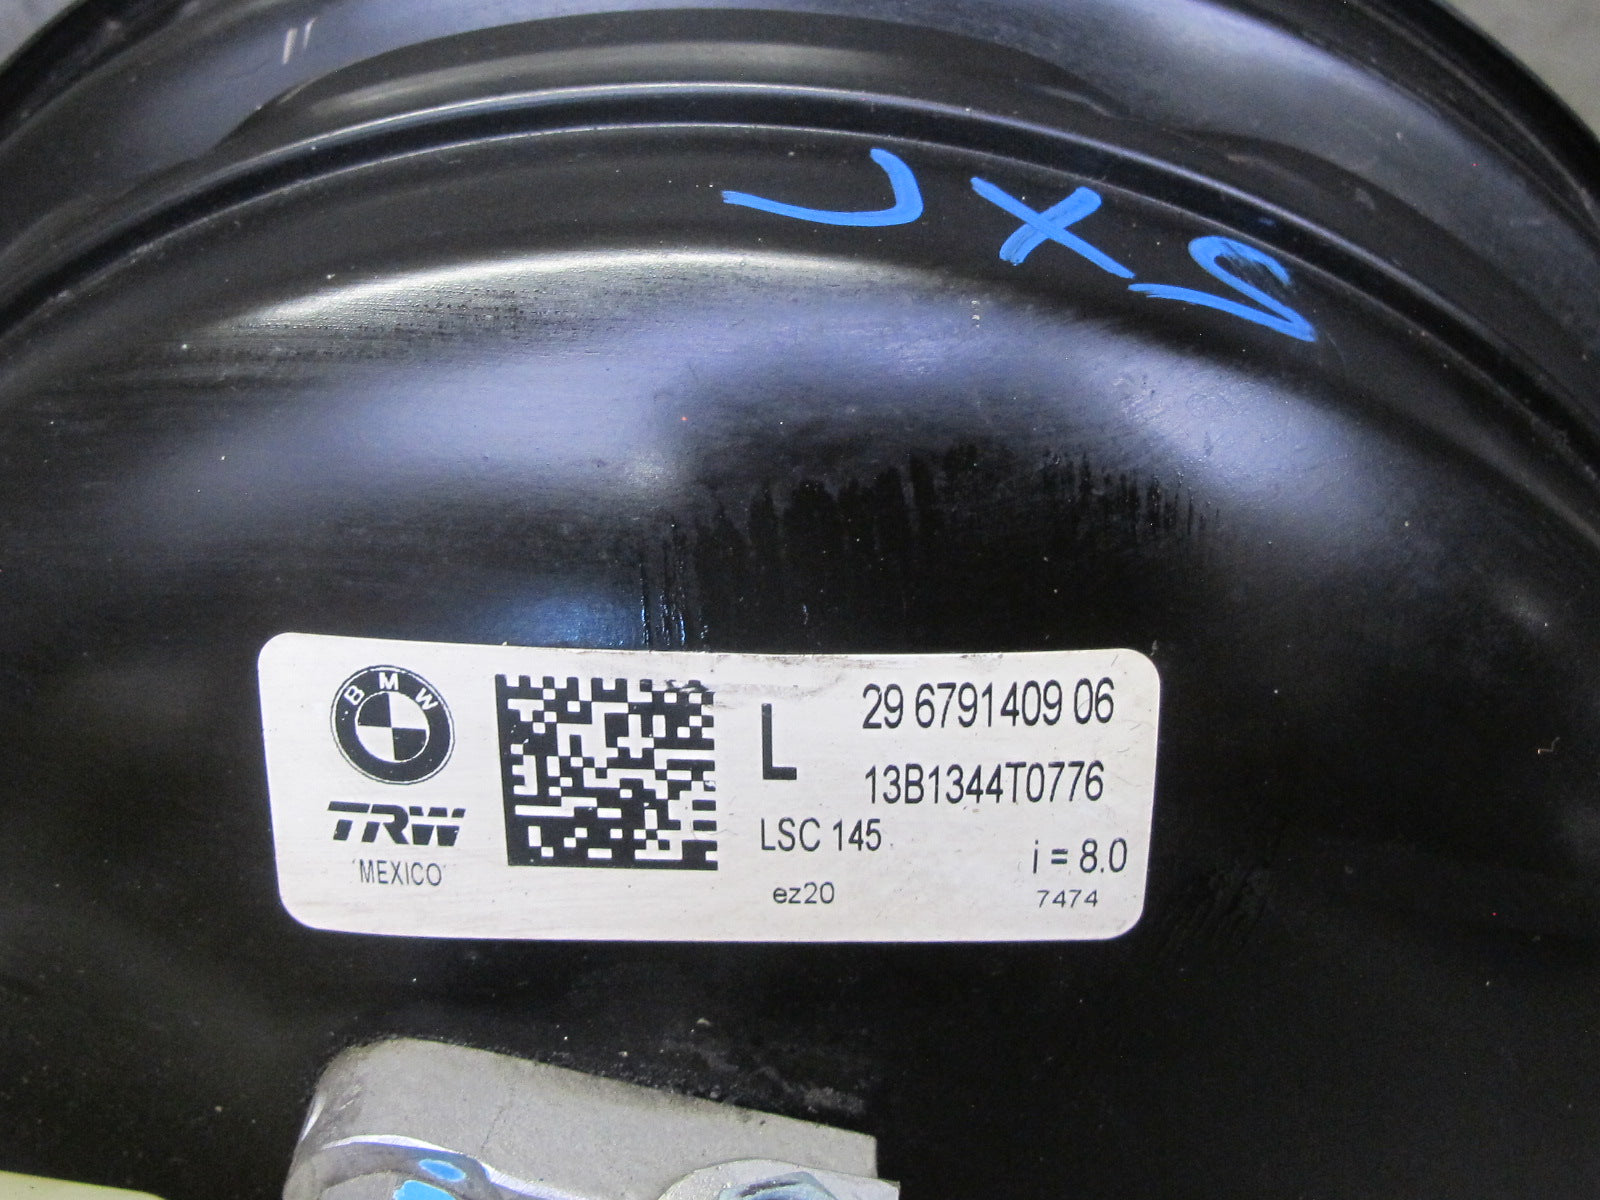 BMW
TRW
MEXICO
L
29 6791409 06
13B1344T0776
LSC 145
i = 8.0
ez20
7474